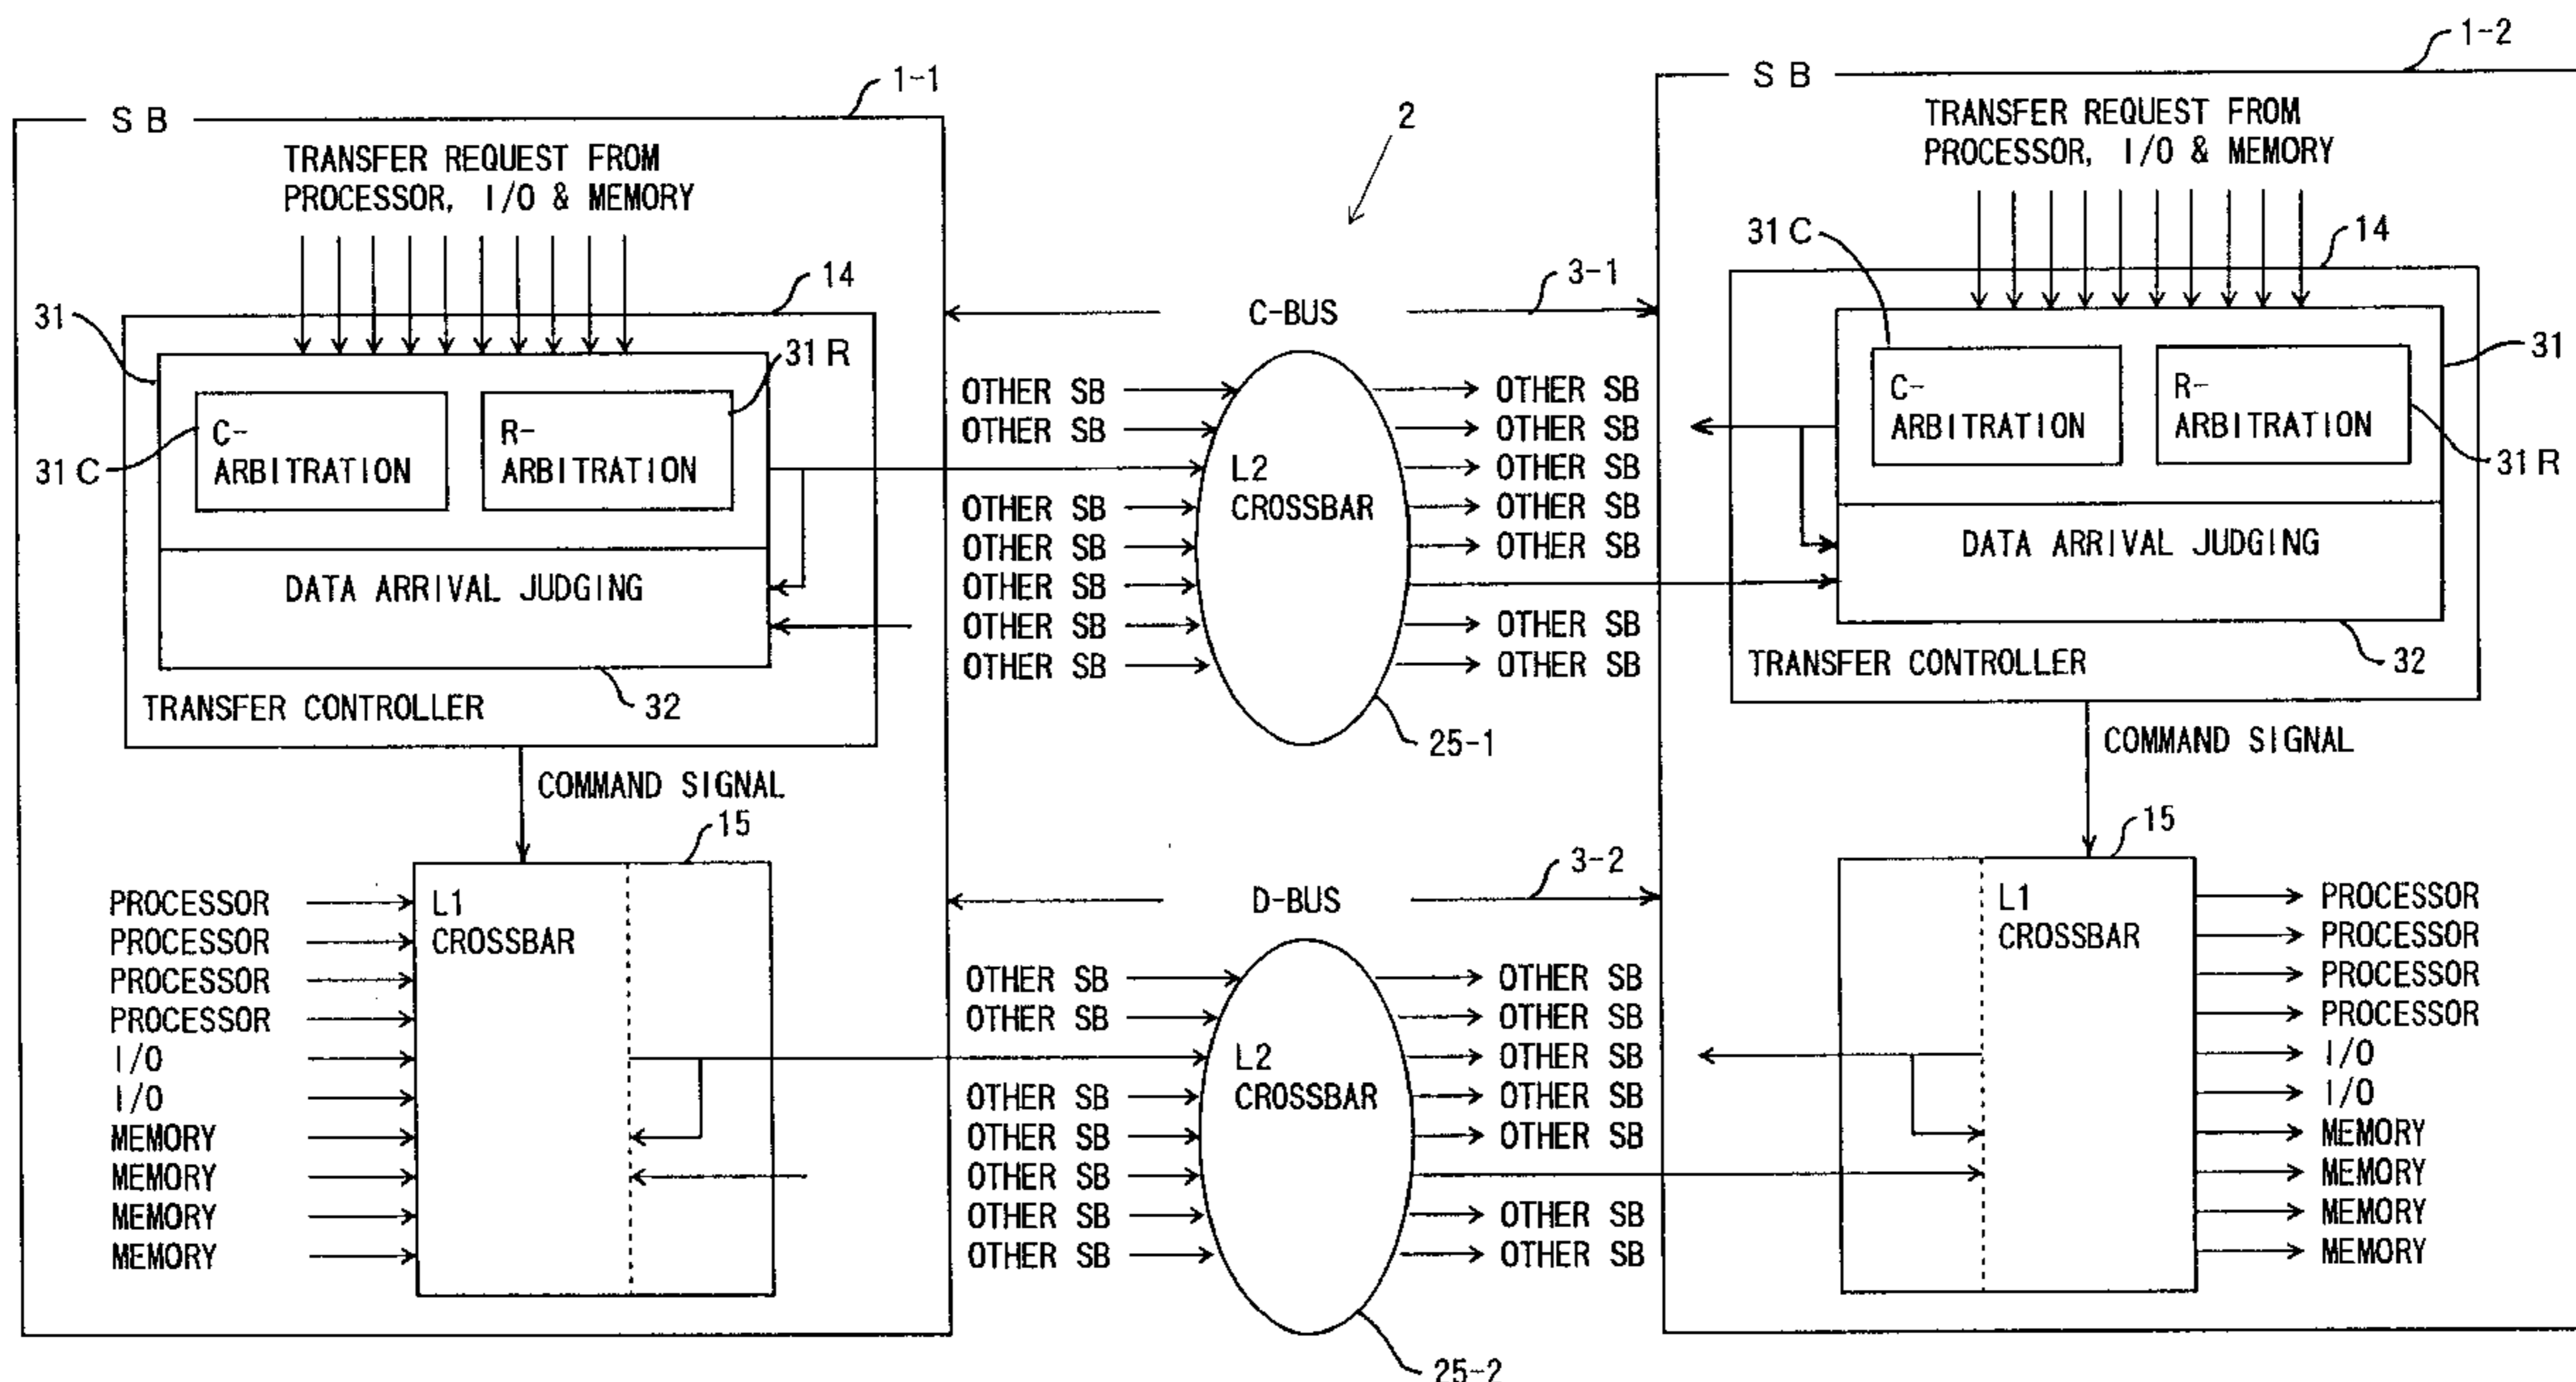 1-1
SB
TRANSFER REQUEST FROM
PROCESSOR, I/O & MEMORY
14
31
31R
C-
ARBITRATION
R-
ARBITRATION
31C
DATA ARRIVAL JUDGING
32
TRANSFER CONTROLLER
COMMAND SIGNAL
15
L1
CROSSBAR
PROCESSOR
PROCESSOR
PROCESSOR
PROCESSOR
I/O
I/O
MEMORY
MEMORY
MEMORY
MEMORY
2
3-1
C-BUS
OTHER SB
OTHER SB
OTHER SB
OTHER SB
OTHER SB
OTHER SB
OTHER SB
L2
CROSSBAR
OTHER SB
OTHER SB
OTHER SB
OTHER SB
OTHER SB
OTHER SB
OTHER SB
25-1
3-2
D-BUS
OTHER SB
OTHER SB
OTHER SB
OTHER SB
OTHER SB
OTHER SB
OTHER SB
L2
CROSSBAR
OTHER SB
OTHER SB
OTHER SB
OTHER SB
OTHER SB
OTHER SB
OTHER SB
25-2
1-2
SB
TRANSFER REQUEST FROM
PROCESSOR, I/O & MEMORY
31C
14
31
C-
ARBITRATION
R-
ARBITRATION
31R
DATA ARRIVAL JUDGING
32
TRANSFER CONTROLLER
COMMAND SIGNAL
15
L1
CROSSBAR
PROCESSOR
PROCESSOR
PROCESSOR
PROCESSOR
I/O
I/O
MEMORY
MEMORY
MEMORY
MEMORY